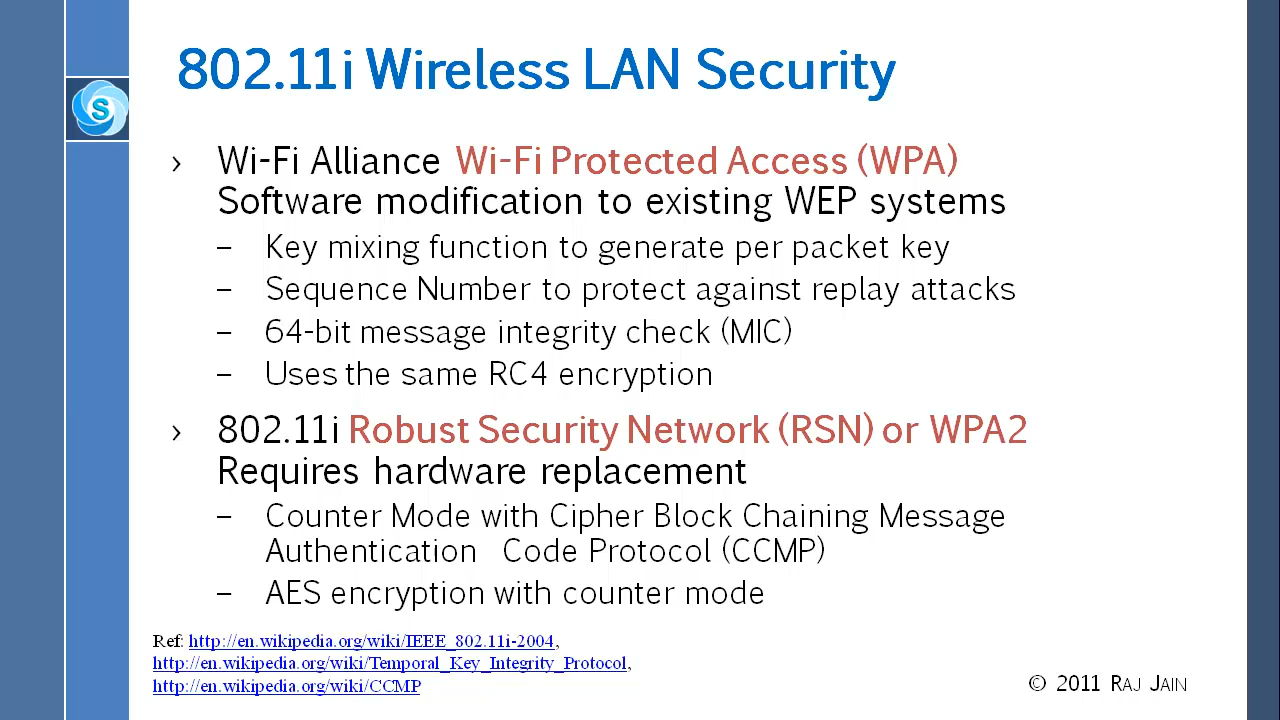 802.11i Wireless LAN Security
S
› Wi-Fi Alliance Wi-Fi Protected Access (WPA)
Software modification to existing WEP systems
– Key mixing function to generate per packet key
– Sequence Number to protect against replay attacks
– 64-bit message integrity check (MIC)
– Uses the same RC4 encryption
› 802.11i Robust Security Network (RSN) or WPA2
Requires hardware replacement
– Counter Mode with Cipher Block Chaining Message
Authentication Code Protocol (CCMP)
– AES encryption with counter mode
Ref: http://en.wikipedia.org/wiki/IEEE_802.11i-2004,
http://en.wikipedia.org/wiki/Temporal_Key_Integrity_Protocol,
http://en.wikipedia.org/wiki/CCMP
© 2011 RAJ JAIN